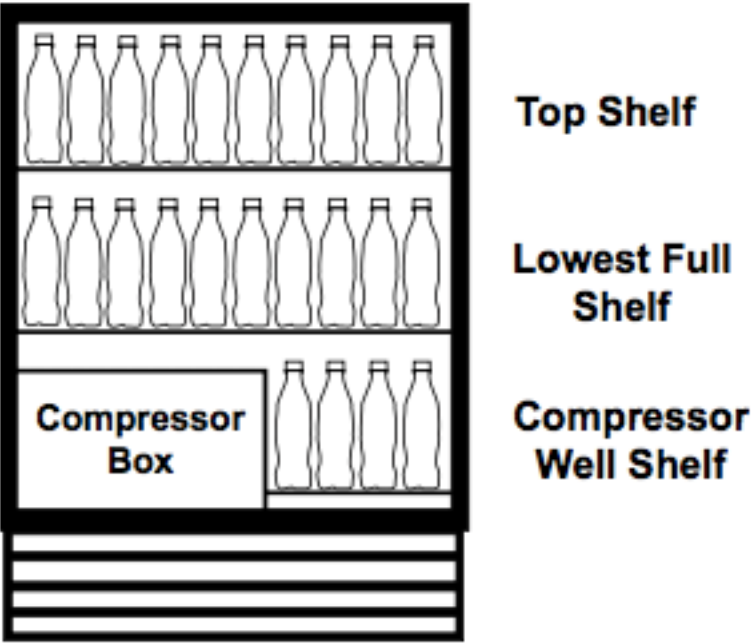 Top Shelf
Lowest Full
Shelf
Compressor
Box
Compressor
Well Shelf